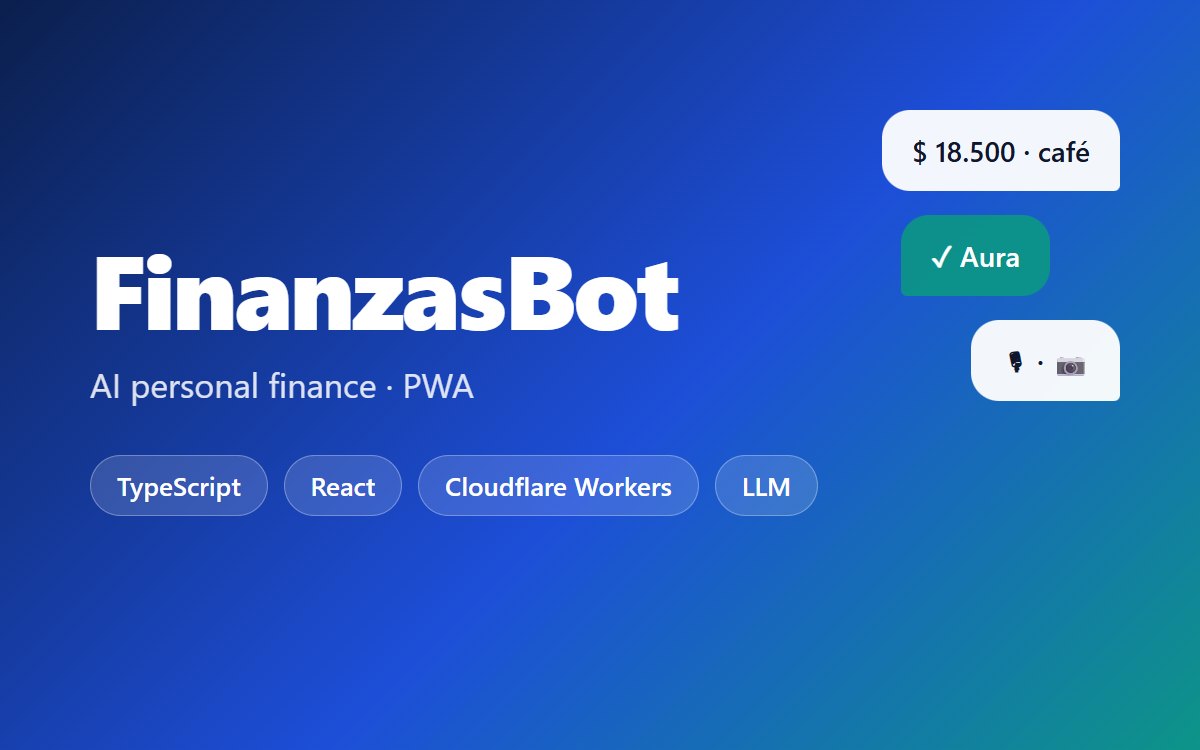 FinanzasBot
AI personal finance · PWA
TypeScript
React
Cloudflare Workers
LLM
$ 18.500 · café
✓ Aura
🎙 · 📷